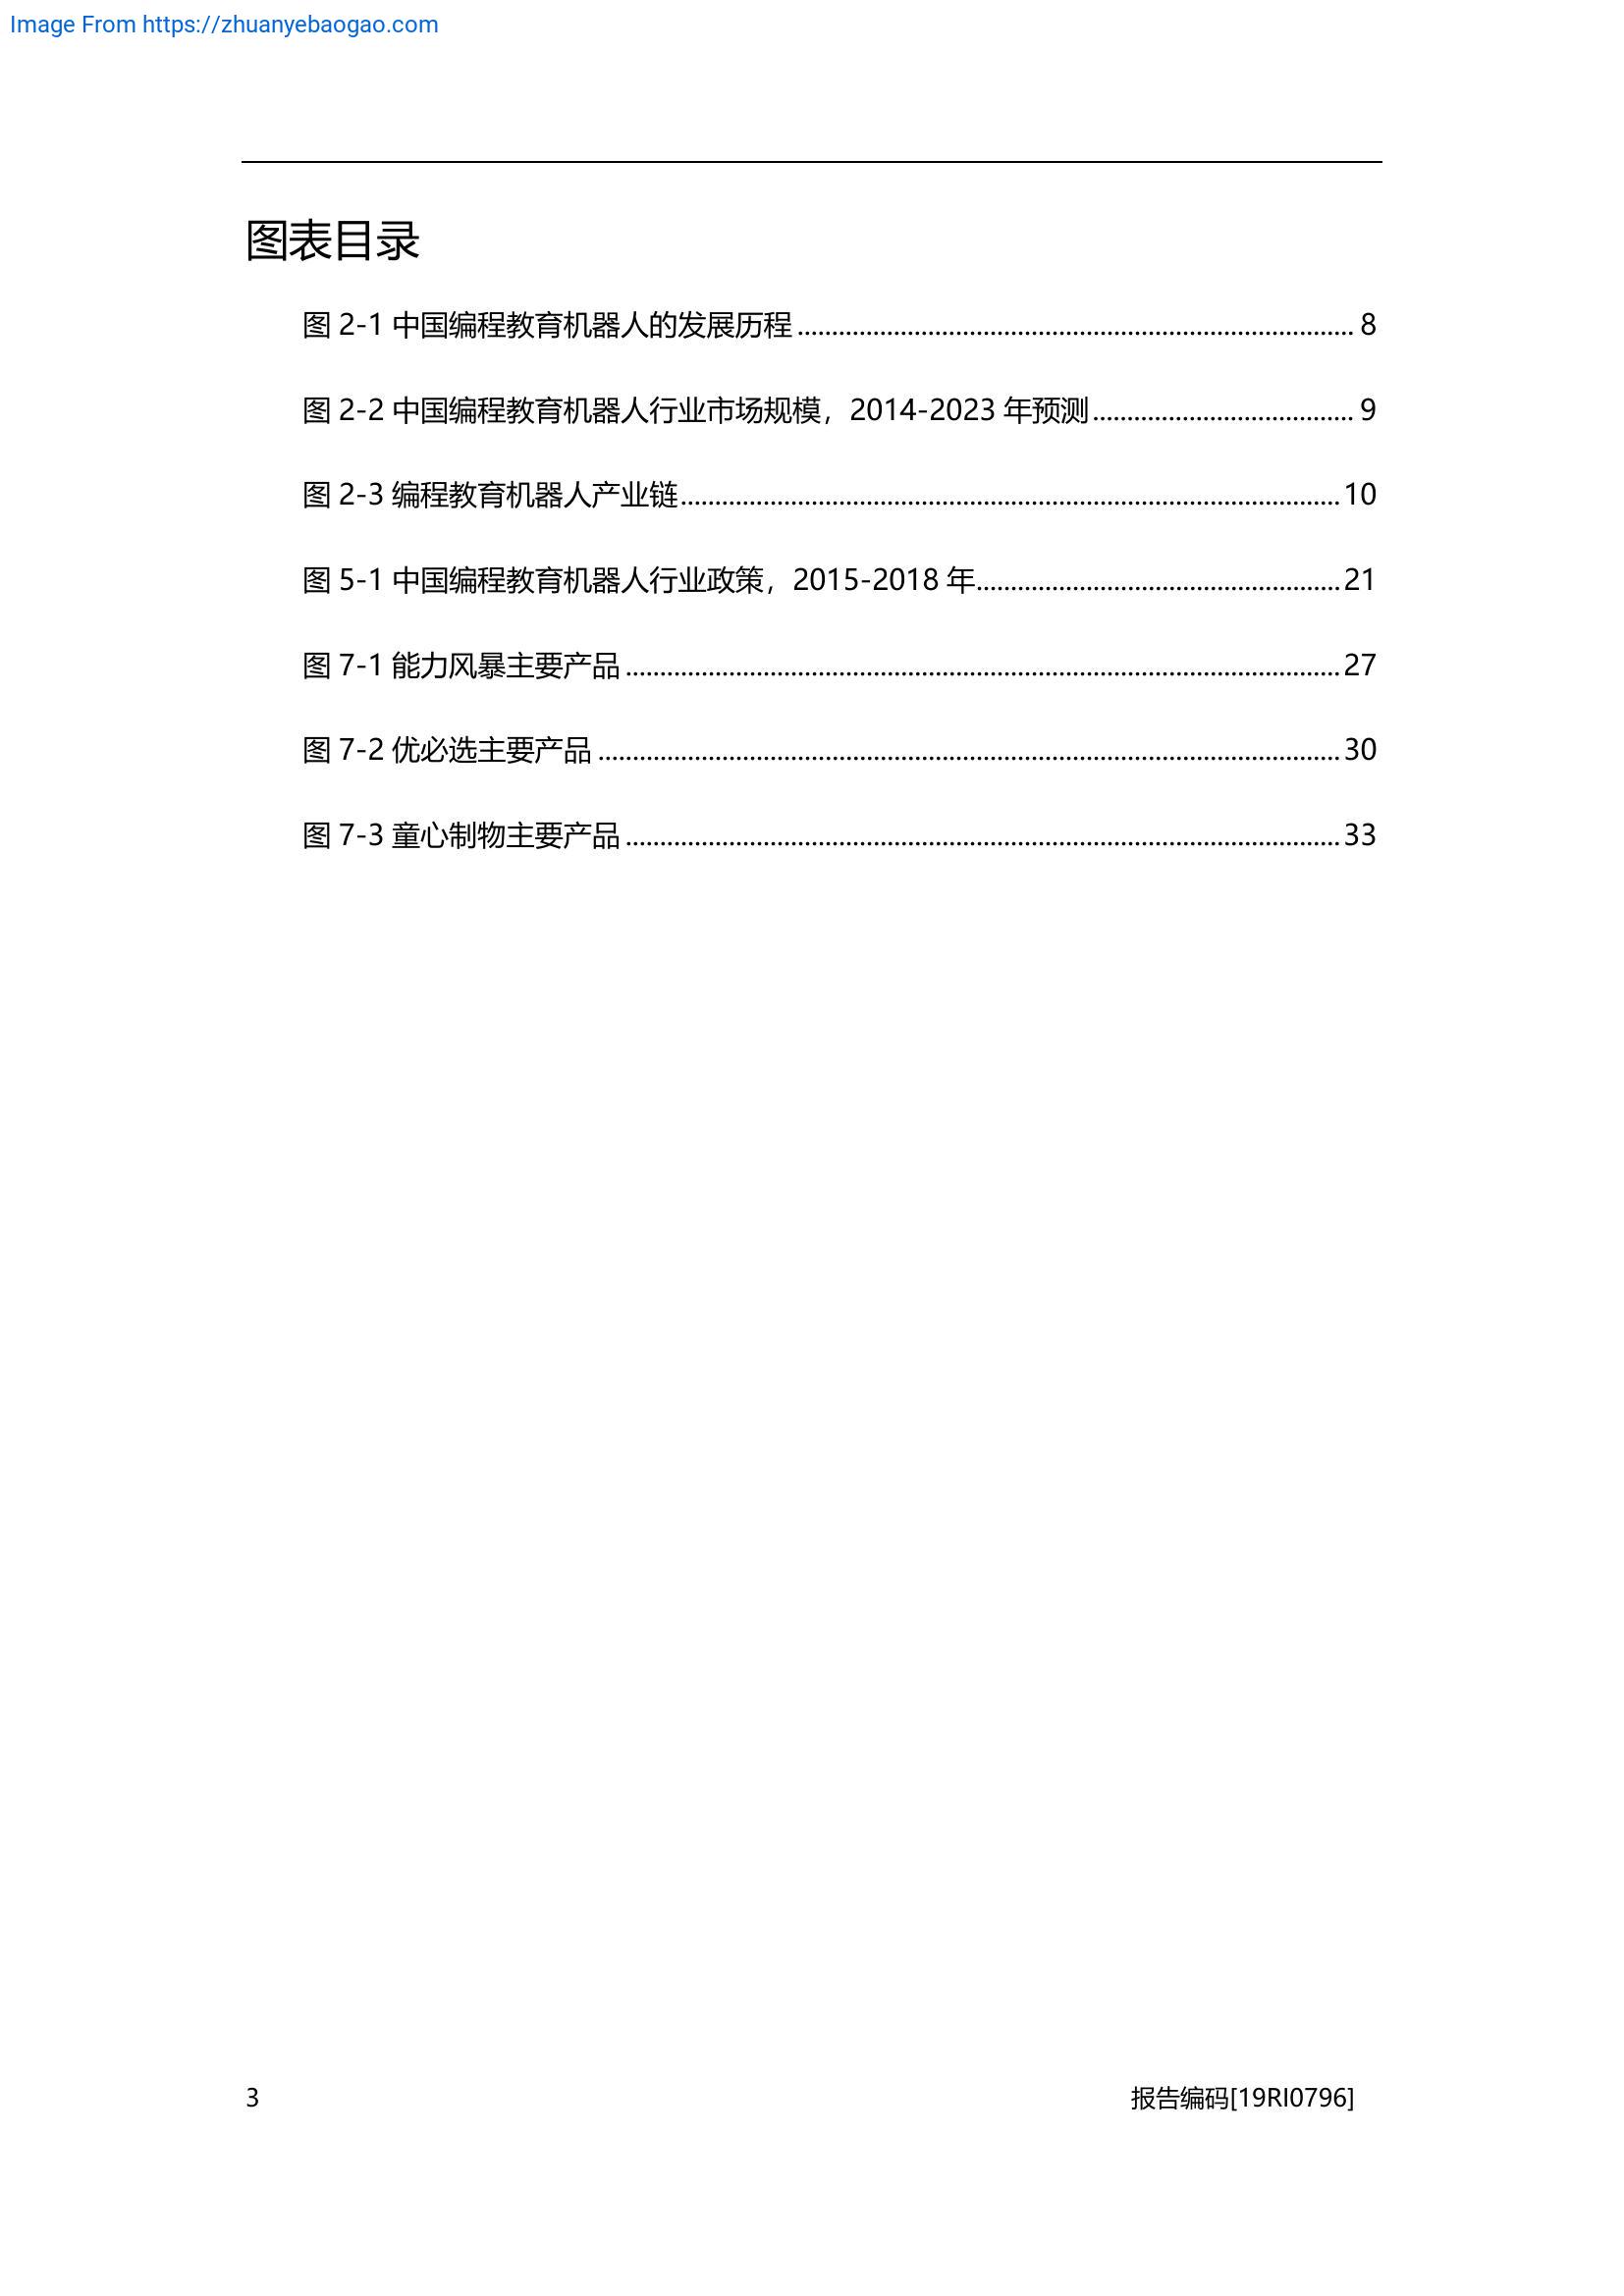 Image From https://zhuanyebaogao.com
图表目录
图 2-1 中国编程教育机器人的发展历程 ................................................................................ 8
图 2-2 中国编程教育机器人行业市场规模，2014-2023 年预测...................................... 9
图 2-3 编程教育机器人产业链................................................................................................ 10
图 5-1 中国编程教育机器人行业政策，2015-2018 年..................................................... 21
图 7-1 能力风暴主要产品 ........................................................................................................ 27
图 7-2 优必选主要产品 ............................................................................................................ 30
图 7-3 童心制物主要产品 ........................................................................................................ 33
3 报告编码[19RI0796]